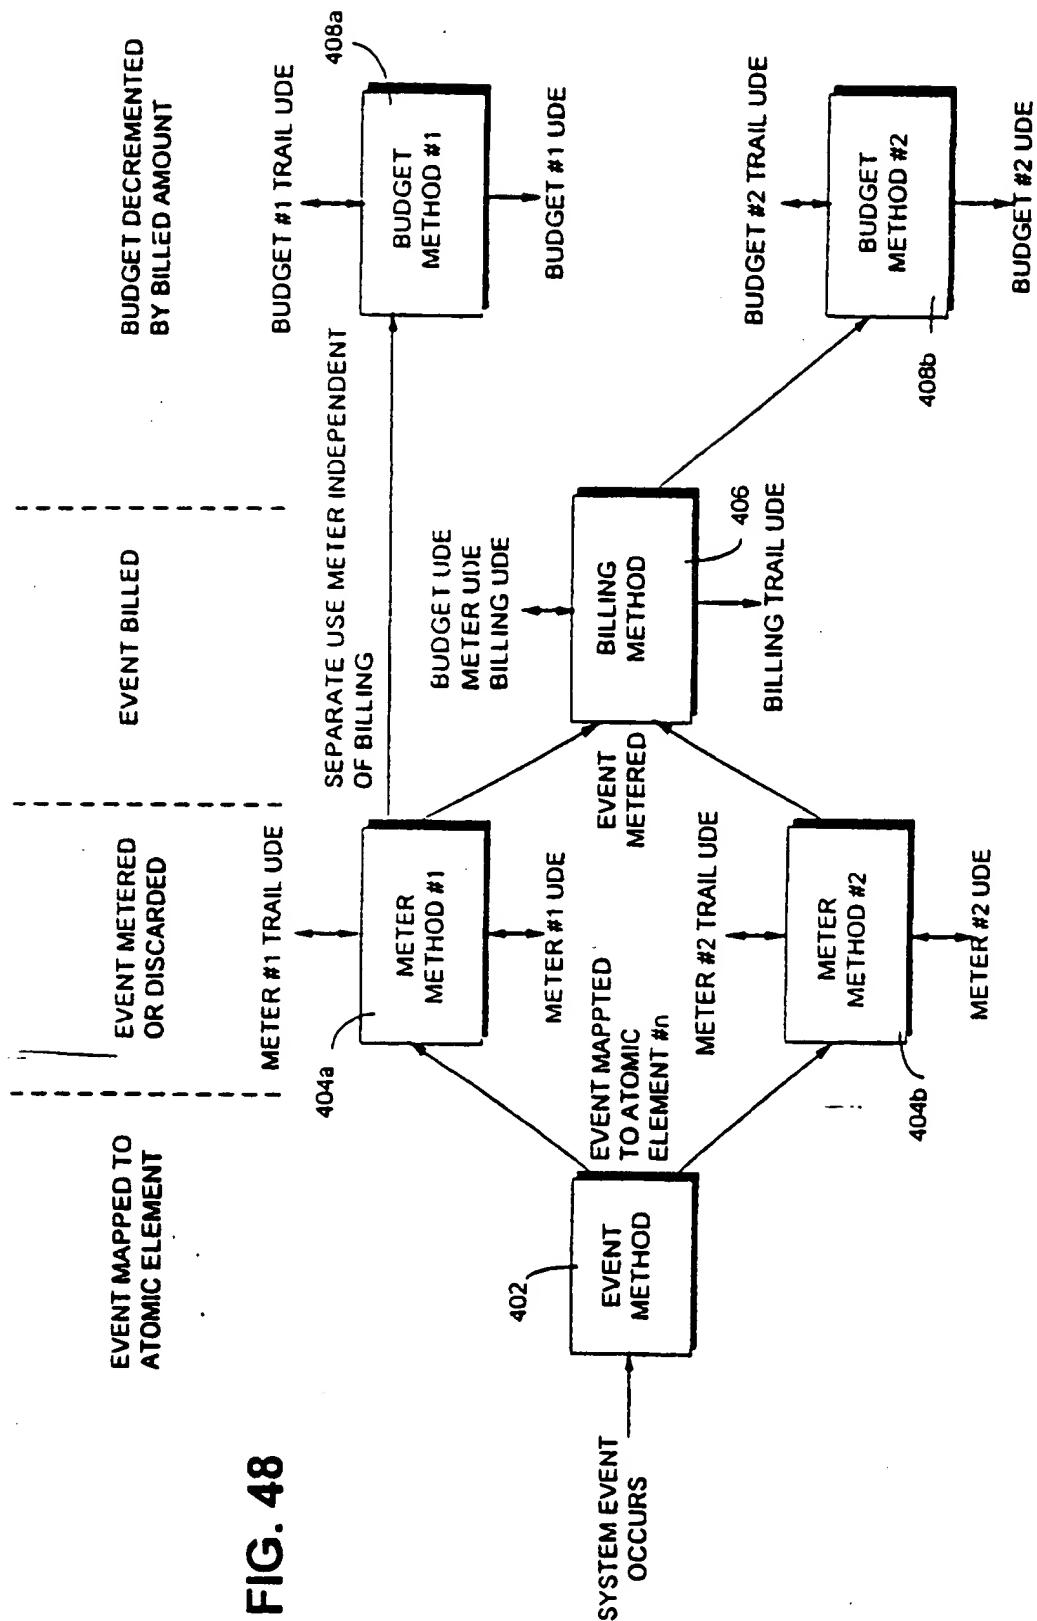 FIG. 48
EVENT MAPPED TO
ATOMIC ELEMENT
EVENT METERED
OR DISCARDED
EVENT BILLED
BUDGET DECREMENTED
BY BILLED AMOUNT
SYSTEM EVENT
OCCURS
402
EVENT
METHOD
EVENT MAPPTED
TO ATOMIC
ELEMENT #n
METER #1 TRAIL UDE
404a
METER
METHOD #1
METER #1 UDE
METER #2 TRAIL UDE
METER
METHOD #2
404b
METER #2 UDE
SEPARATE USE METER INDEPENDENT
OF BILLING
EVENT
METERED
BUDGET UDE
METER UDE
BILLING UDE
BILLING
METHOD
406
BILLING TRAIL UDE
BUDGET #1 TRAIL UDE
408a
BUDGET
METHOD #1
BUDGET #1 UDE
BUDGET #2 TRAIL UDE
BUDGET
METHOD #2
408b
BUDGET #2 UDE